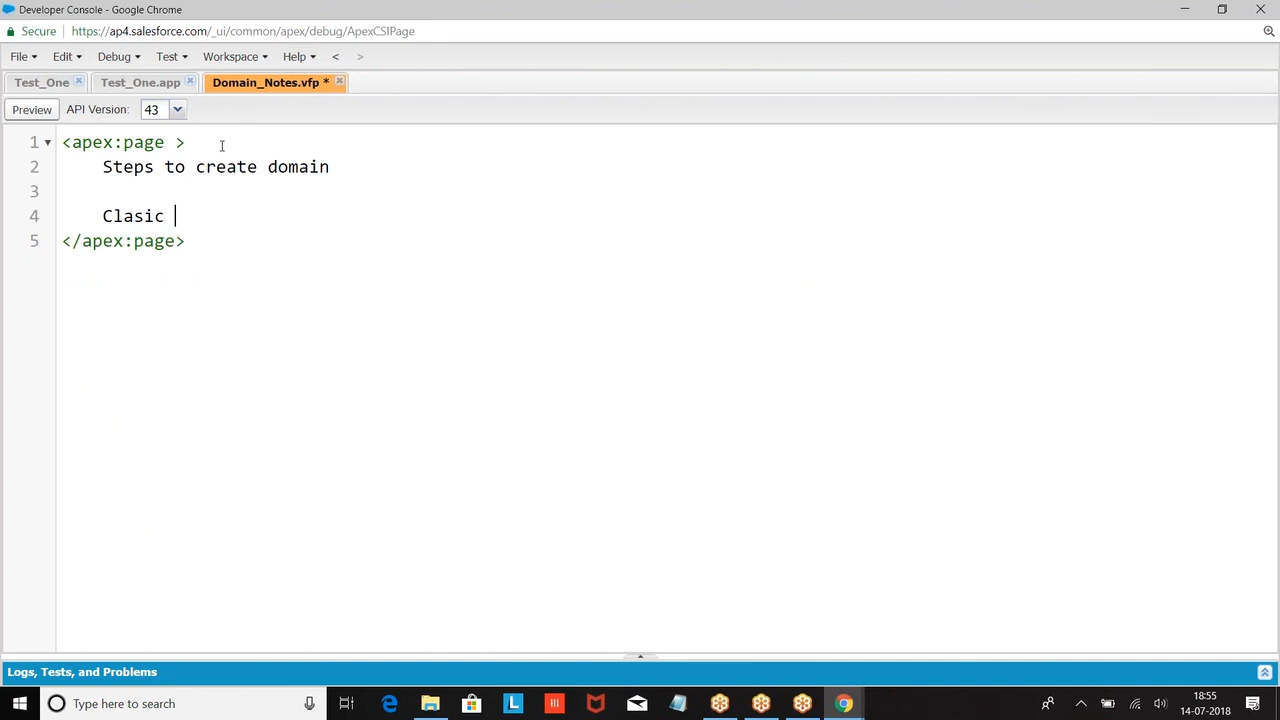 Developer Console - Google Chrome
Secure https://ap4.salesforce.com/_ui/common/apex/debug/ApexCSIPage
File Edit Debug Test Workspace Help < >
Test_One Test_One.app Domain_Notes.vfp *
Preview API Version: 43
1 <apex:page >
2 Steps to create domain
3
4 Clasic
5 </apex:page>
Logs, Tests, and Problems
Type here to search
18:55
14-07-2018